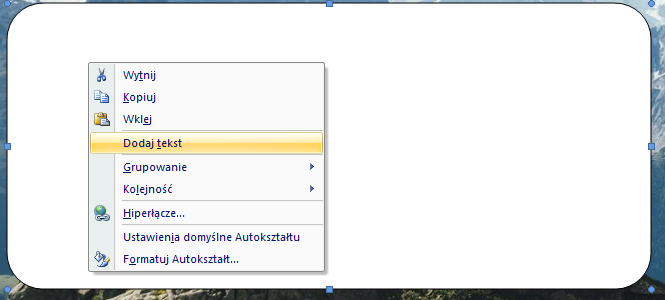 Wytnij
Kopiuj
Wklej
Dodaj tekst
Grupowanie
Kolejność
Hiperłącze...
Ustawienia domyślne Autokształtu
Formatuj Autokształt...